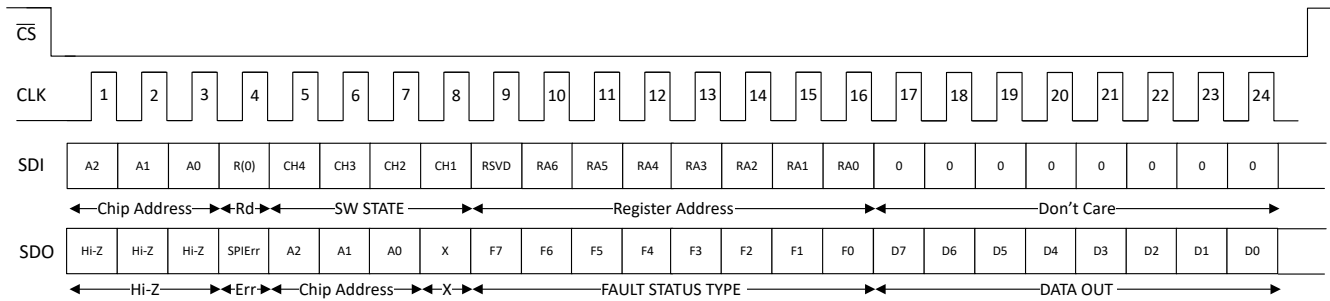 CS
CLK 1 2 3 4 5 6 7 8 9 10 11 12 13 14 15 16 17 18 19 20 21 22 23 24
SDI A2 A1 A0 R(0) CH4 CH3 CH2 CH1 RSVD RA6 RA5 RA4 RA3 RA2 RA1 RA0 0 0 0 0 0 0 0 0
Chip Address Rd SW STATE Register Address Don't Care
SDO Hi-Z Hi-Z Hi-Z SPIErr A2 A1 A0 X F7 F6 F5 F4 F3 F2 F1 F0 D7 D6 D5 D4 D3 D2 D1 D0
Hi-Z Err Chip Address X FAULT STATUS TYPE DATA OUT